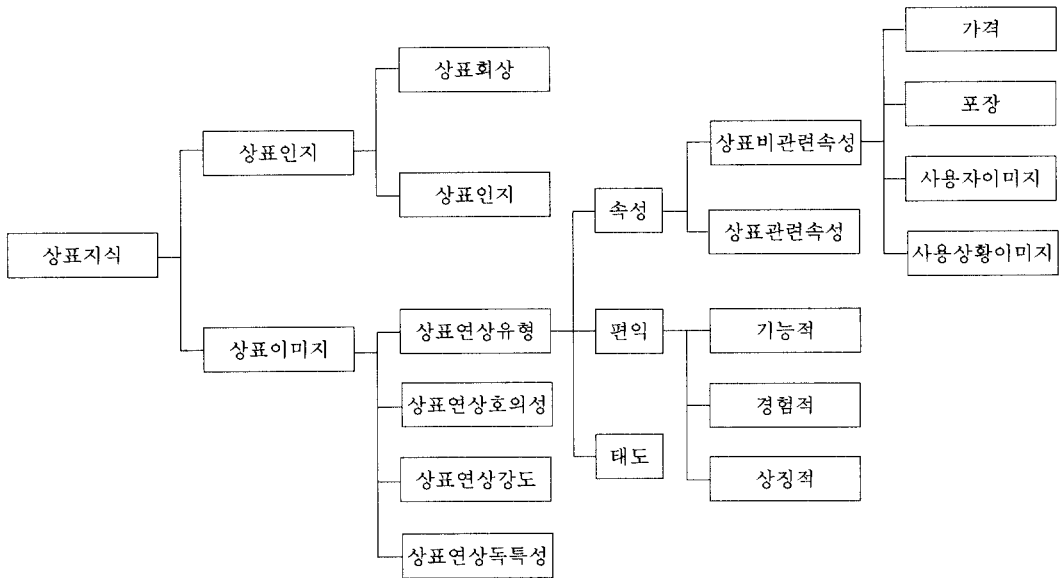 상표지식
상표인지
상표회상
상표인지
상표이미지
상표연상유형
속성
상표비관련속성
가격
포장
사용자이미지
사용상황이미지
상표관련속성
편익
기능적
경험적
상징적
태도
상표연상호의성
상표연상강도
상표연상독특성